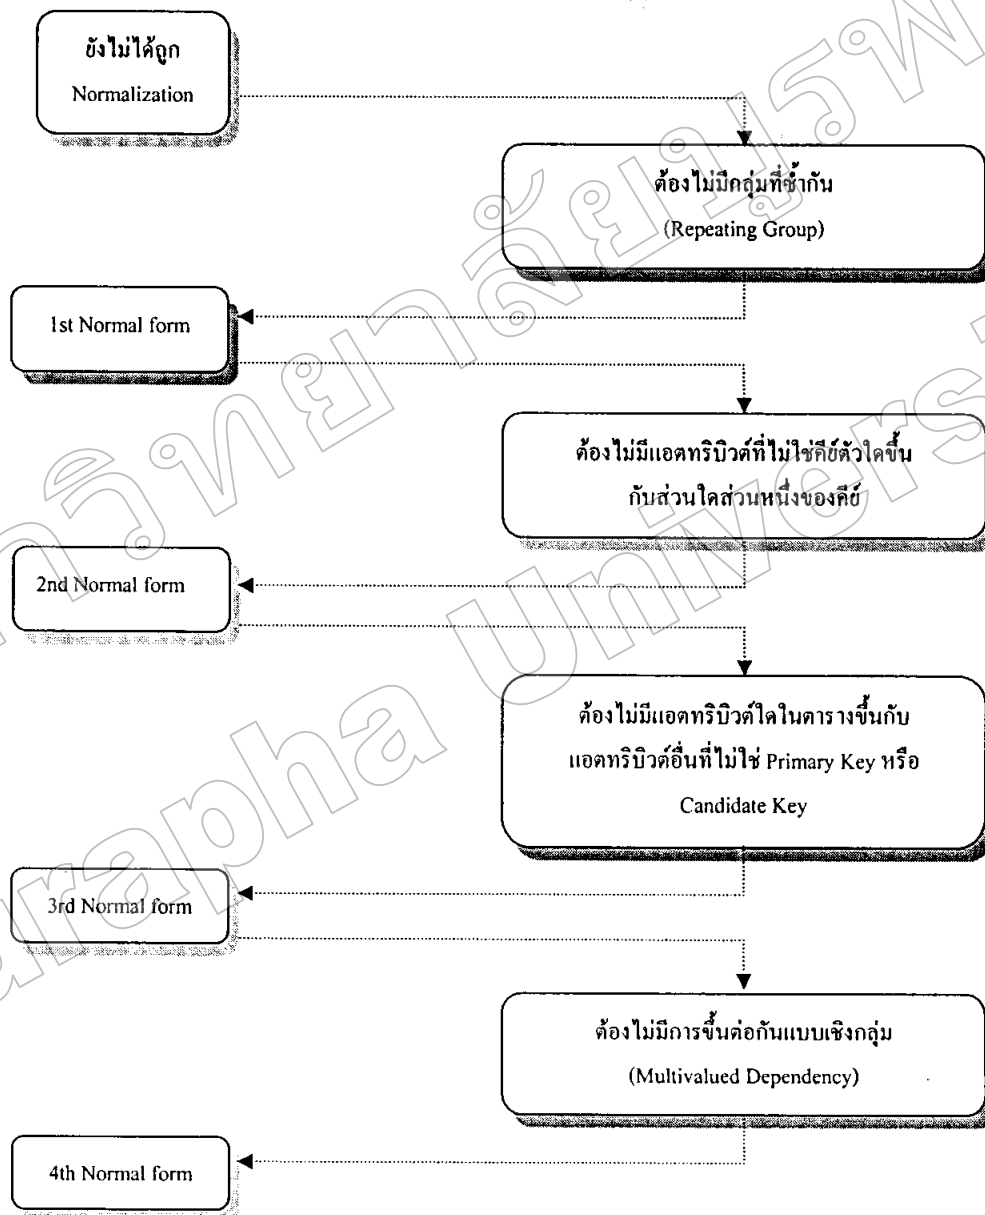 ยังไม่ได้ถูก
Normalization
ต้องไม่มีกลุ่มที่ซ้ำกัน
(Repeating Group)
1st Normal form
ต้องไม่มีแอตทริบิวต์ที่ไม่ใช่คีย์ตัวใดขึ้น
กับส่วนใดส่วนหนึ่งของคีย์
2nd Normal form
ต้องไม่มีแอตทริบิวต์ใดในตารางขึ้นกับ
แอตทริบิวต์อื่นที่ไม่ใช่ Primary Key หรือ
Candidate Key
3rd Normal form
ต้องไม่มีการขึ้นต่อกันแบบเชิงกลุ่ม
(Multivalued Dependency)
4th Normal form